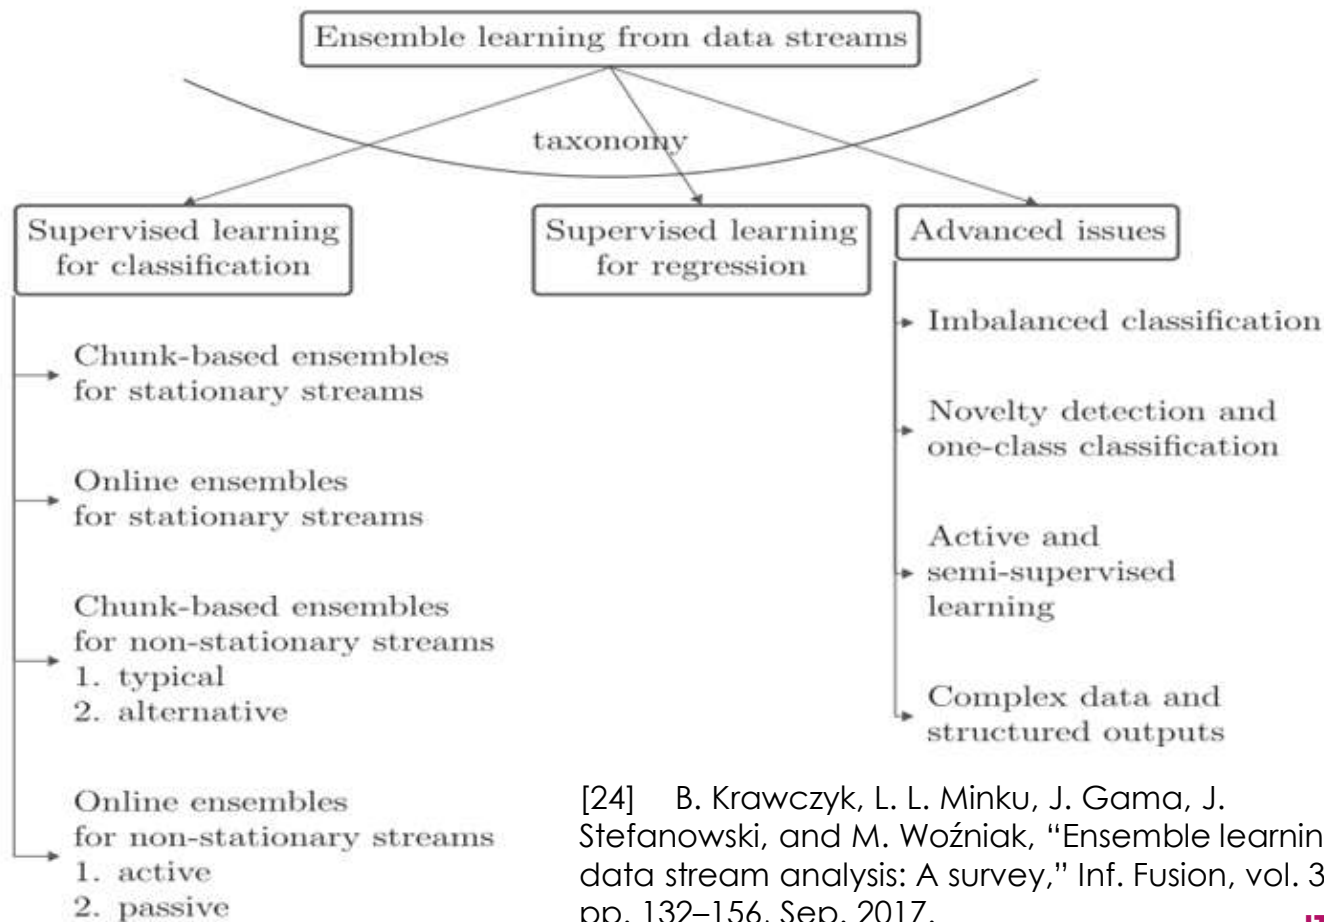 Ensemble learning from data streams
taxonomy
Supervised learning
for classification
Chunk-based ensembles
for stationary streams
Online ensembles
for stationary streams
Chunk-based ensembles
for non-stationary streams
1. typical
2. alternative
Online ensembles
for non-stationary streams
1. active
2. passive
Supervised learning
for regression
Advanced issues
Imbalanced classification
Novelty detection and
one-class classification
Active and
semi-supervised
learning
Complex data and
structured outputs
[24] B. Krawczyk, L. L. Minku, J. Gama, J.
Stefanowski, and M. Woźniak, “Ensemble learnin
data stream analysis: A survey,” Inf. Fusion, vol. 3
pp. 132–156, Sep. 2017.